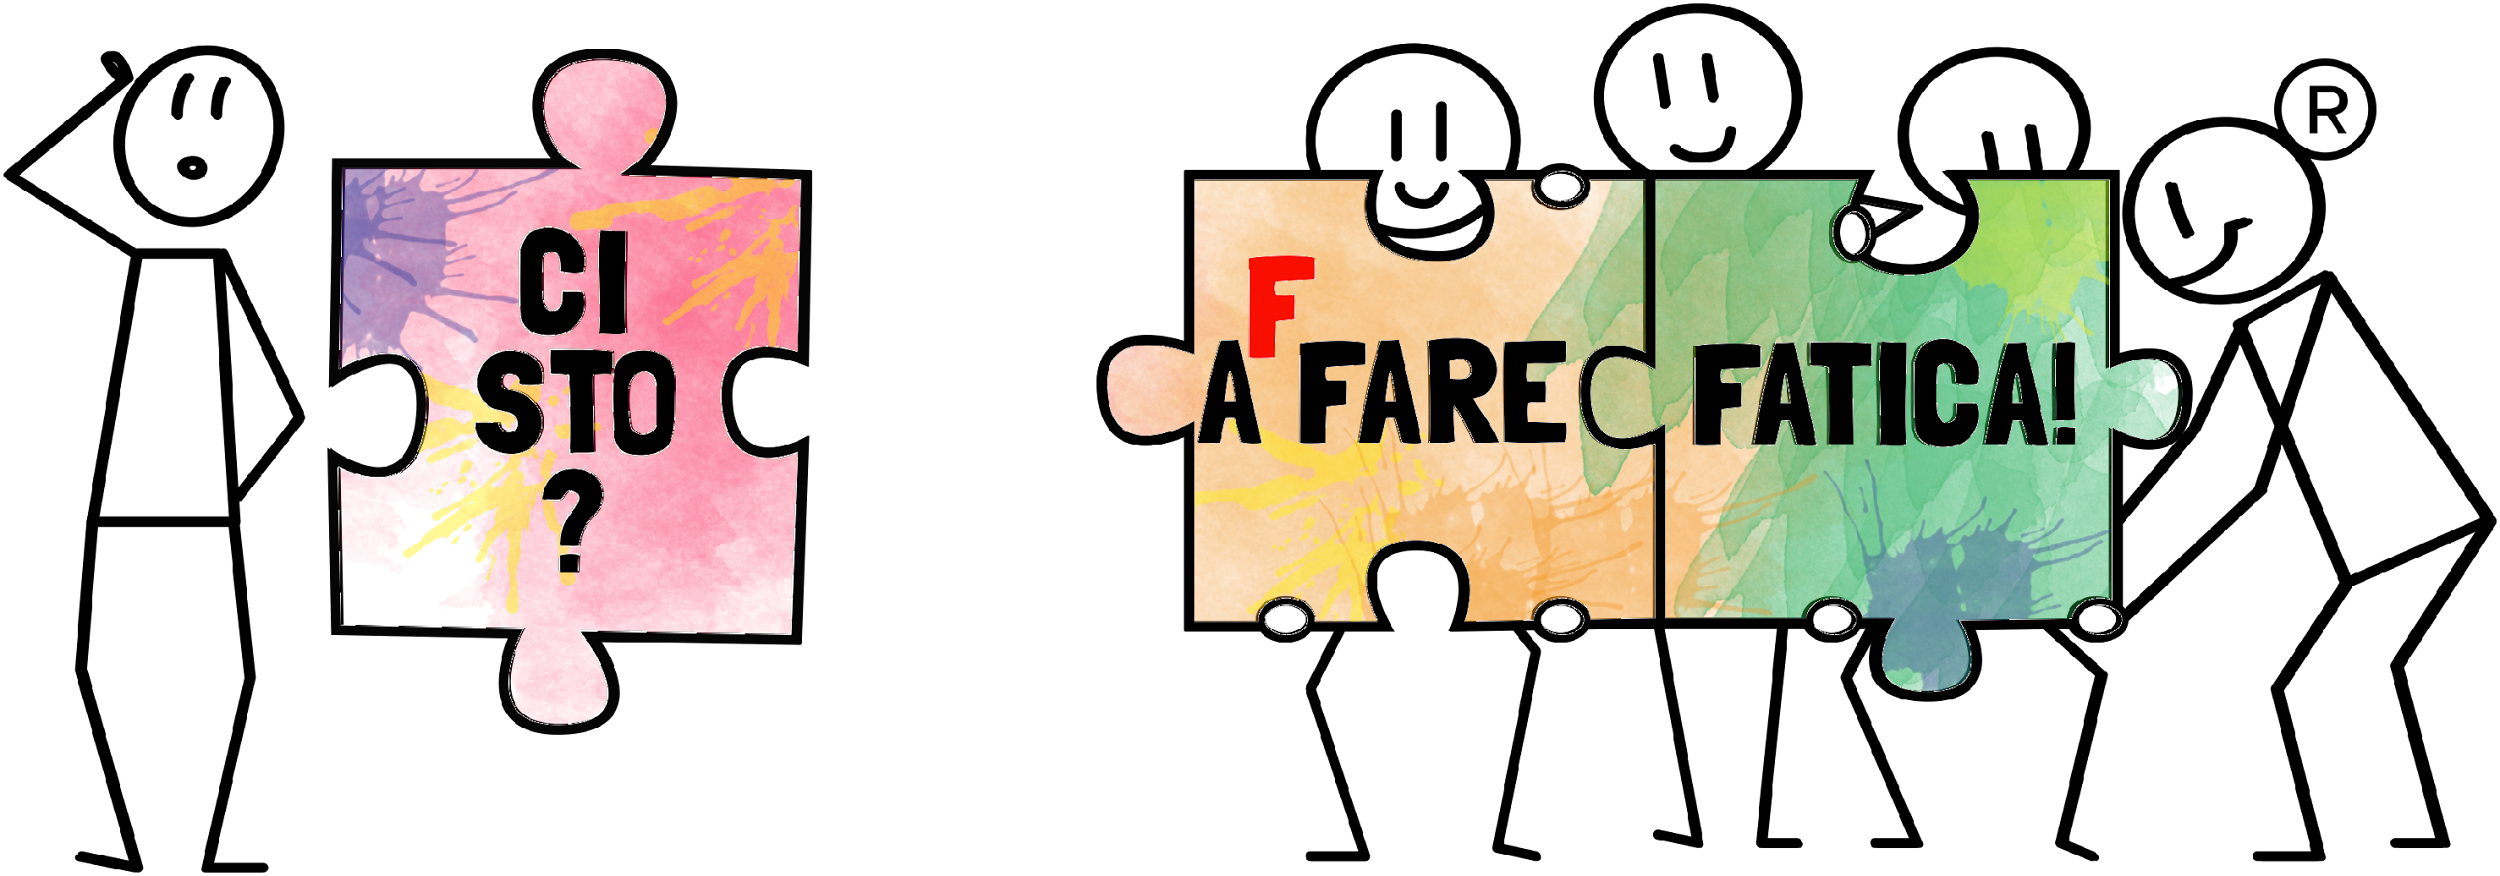 CI
STO
?
F
A FARE FATICA!
®